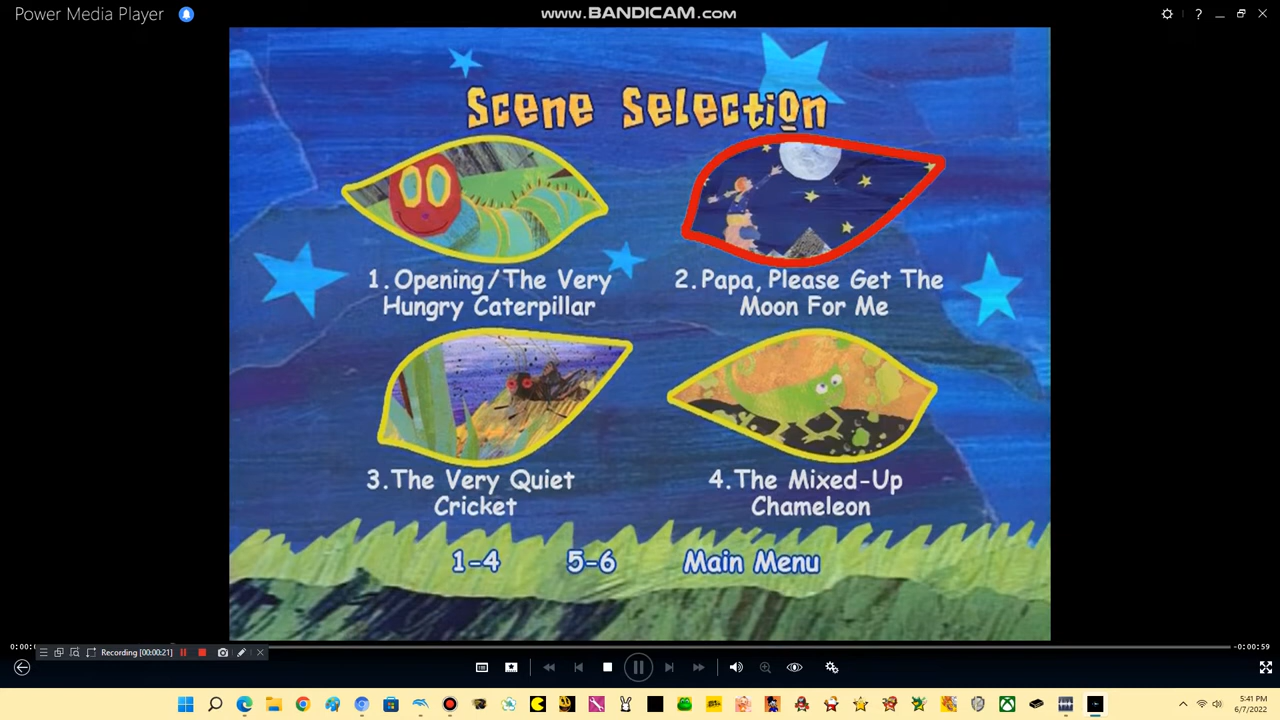 Power Media Player
www.BANDICAM.com
Scene Selection
1.Opening/The Very
Hungry Caterpillar
2.Papa, Please Get The
Moon For Me
3.The Very Quiet
Cricket
4.The Mixed-Up
Chameleon
1-4 5-6 Main Menu
Recording [00:00:21]
-0:00:59
5:41 PM
6/7/2022